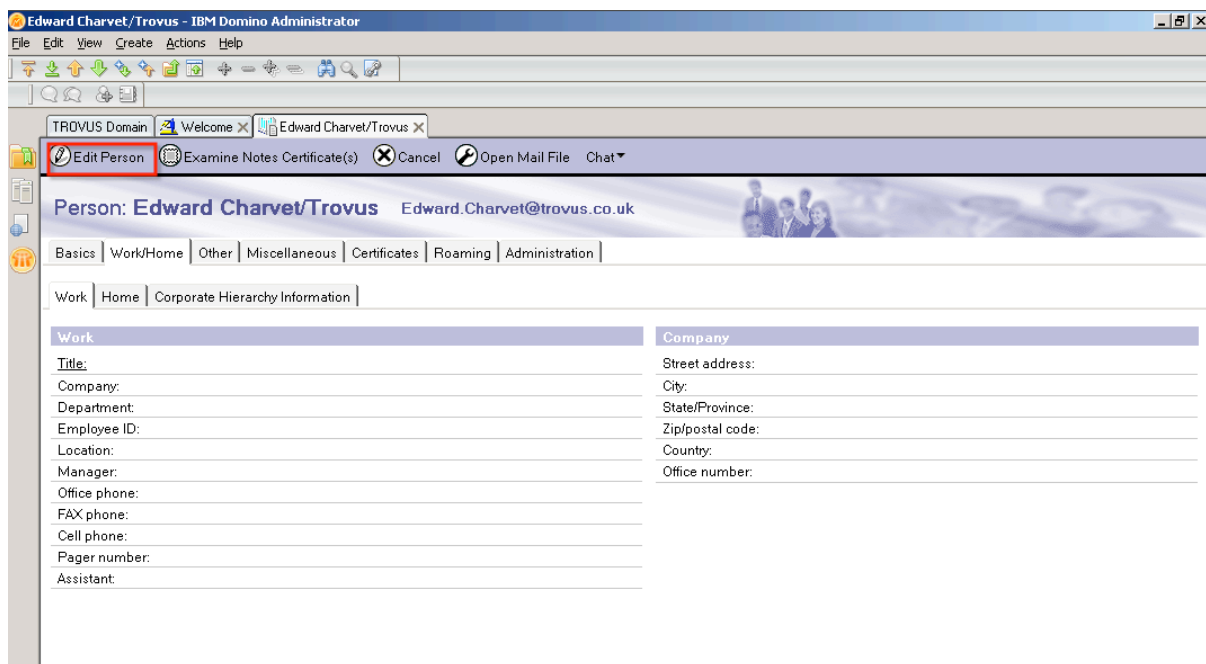 Edward Charvet/Trovus - IBM Domino Administrator
File Edit View Create Actions Help
TROVUS Domain Welcome Edward Charvet/Trovus
Edit Person Examine Notes Certificate(s) Cancel Open Mail File Chat
Person: Edward Charvet/Trovus Edward.Charvet@trovus.co.uk
Basics Work/Home Other Miscellaneous Certificates Roaming Administration
Work Home Corporate Hierarchy Information
Work Company
Title: Street address:
Company: City:
Department: State/Province:
Employee ID: Zip/postal code:
Location: Country:
Manager: Office number:
Office phone:
FAX phone:
Cell phone:
Pager number:
Assistant: